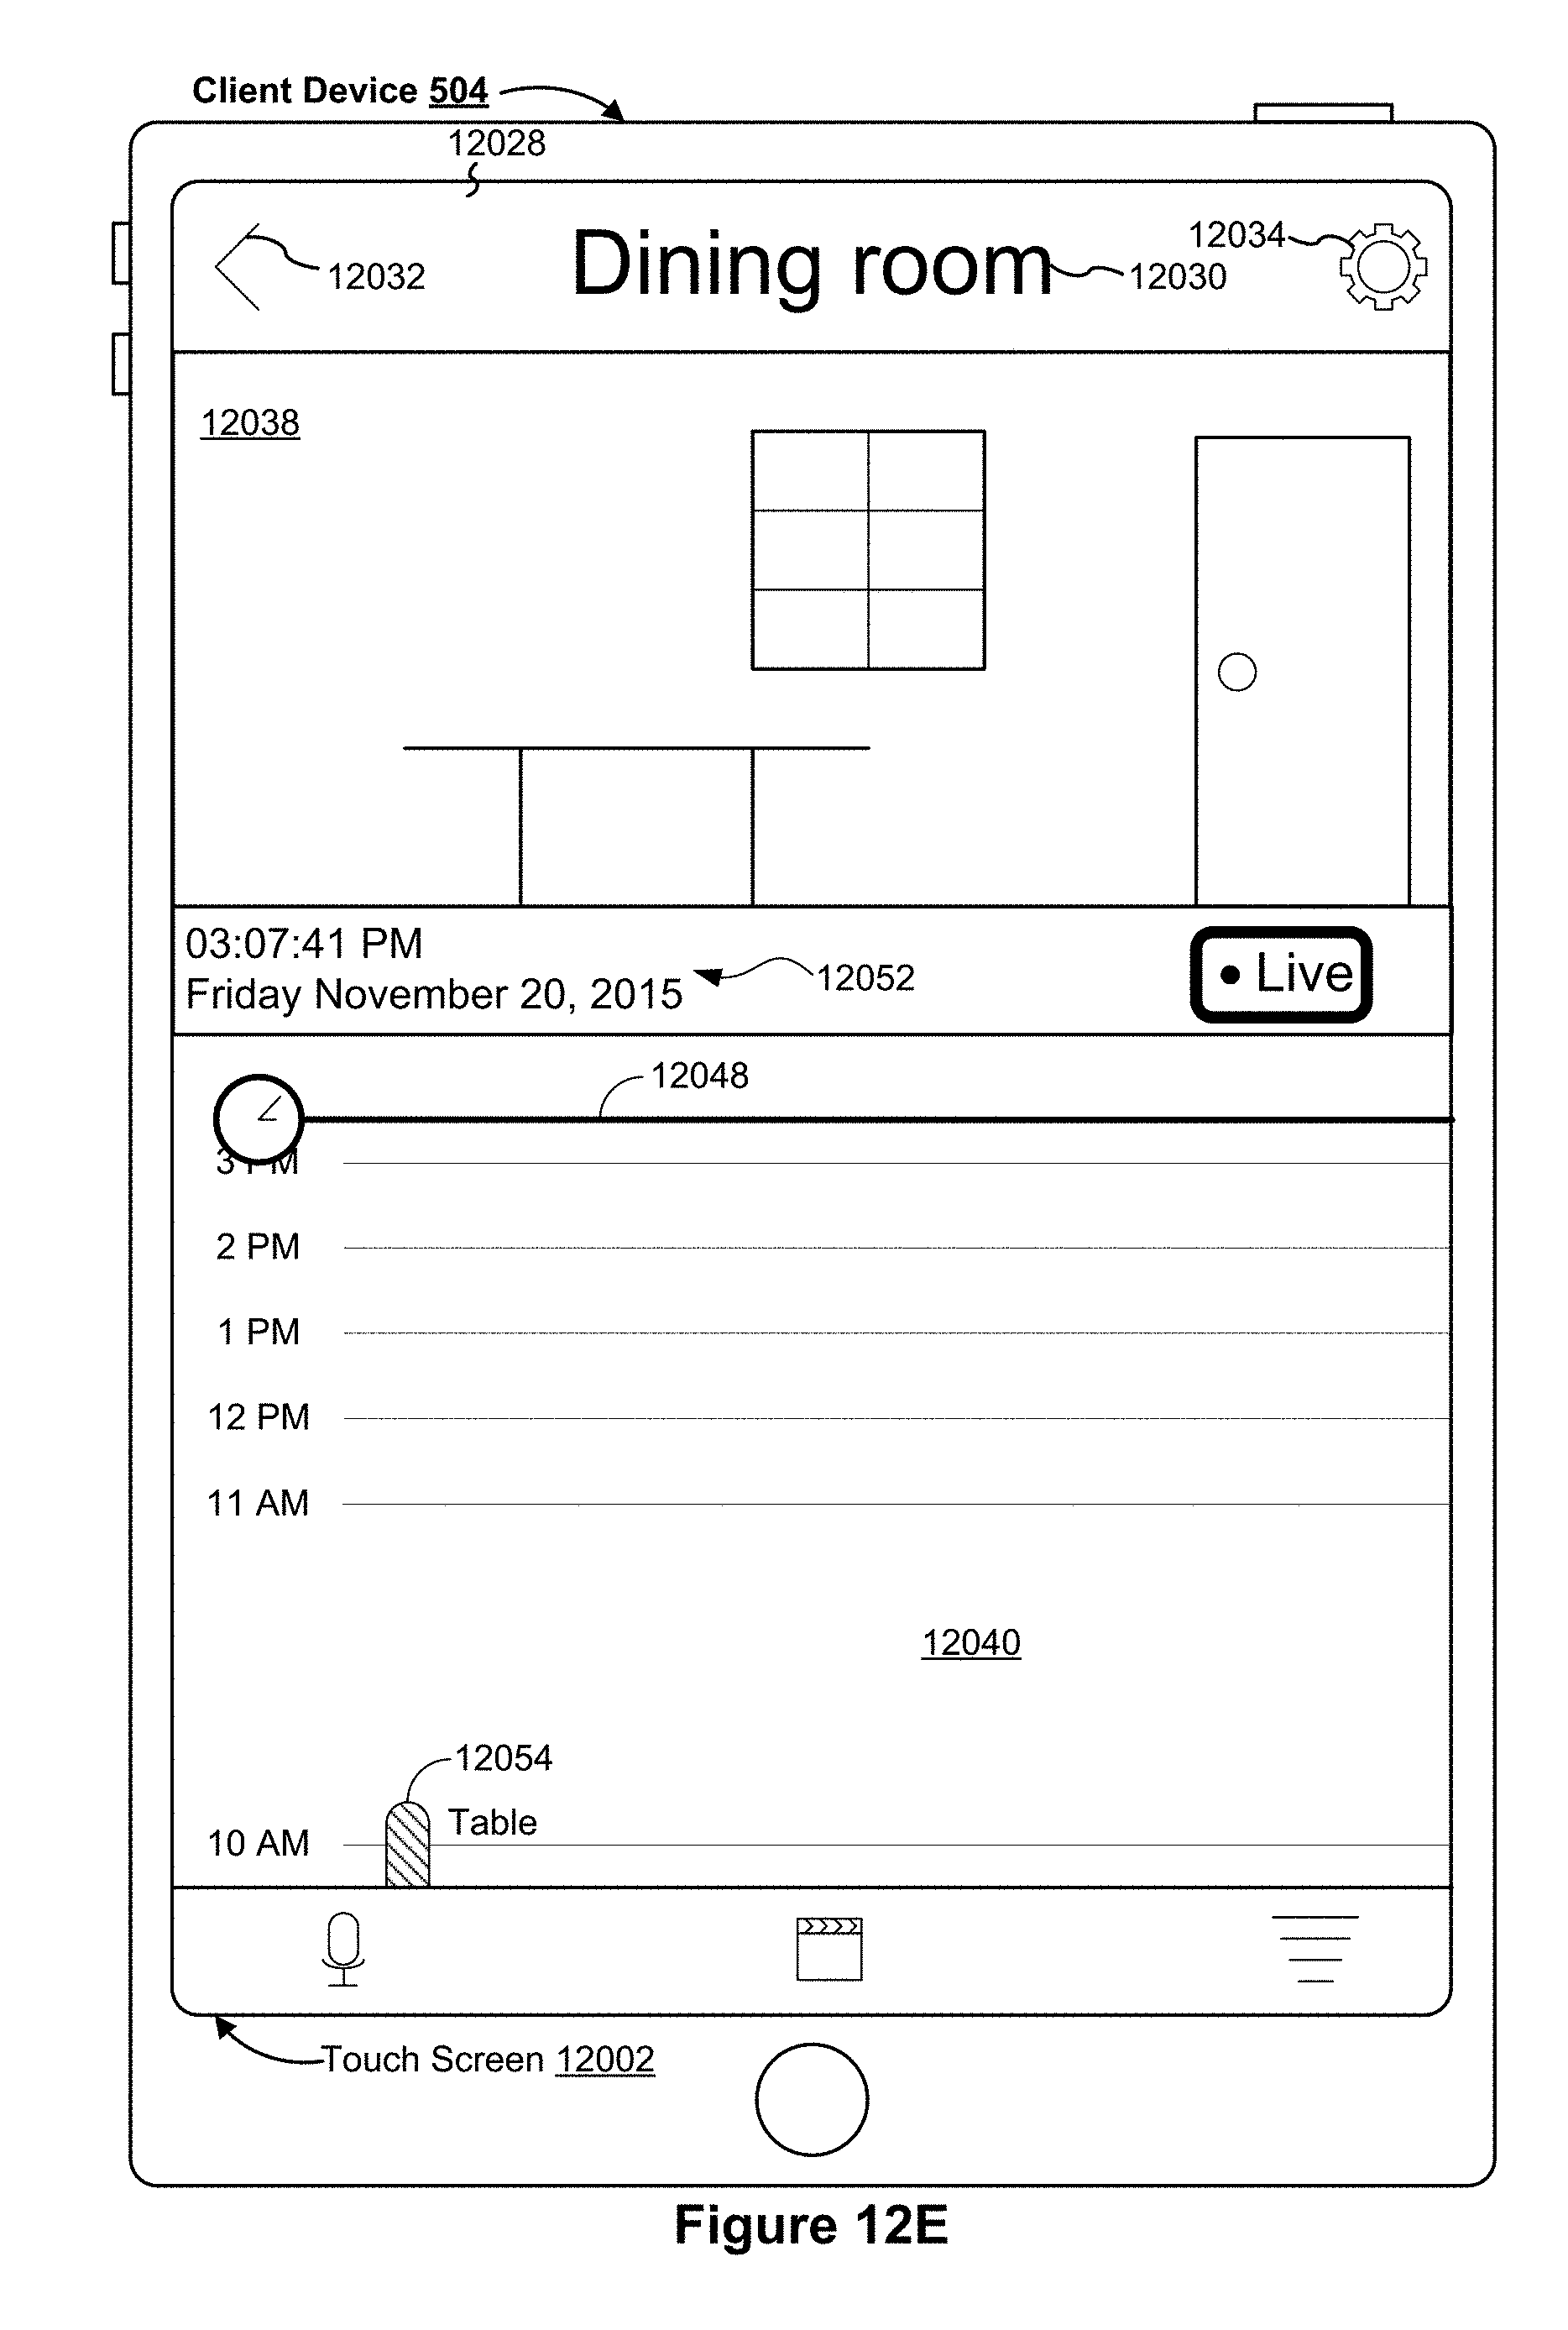 Client Device 504
12028
12032
Dining room
12034
12030
12038
03:07:41 PM
Friday November 20, 2015
12052
• Live
12048
3 PM
2 PM
1 PM
12 PM
11 AM
12040
12054
Table
10 AM
Touch Screen 12002
Figure 12E